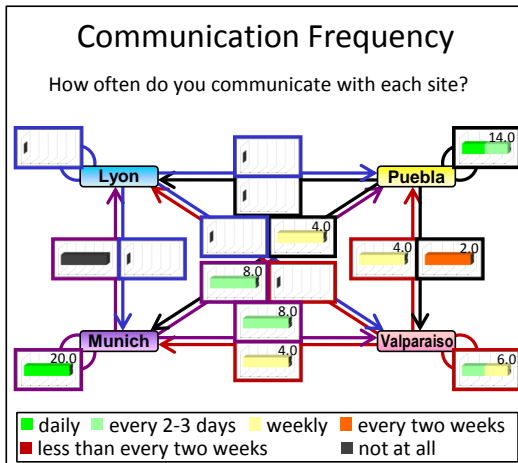 Communication Frequency
How often do you communicate with each site?
14.0
Lyon
Puebla
4.0
4.0
2.0
8.0
8.0
Munich
Valparaiso
20.0
4.0
6.0
daily
every 2-3 days
weekly
every two weeks
less than every two weeks
not at all